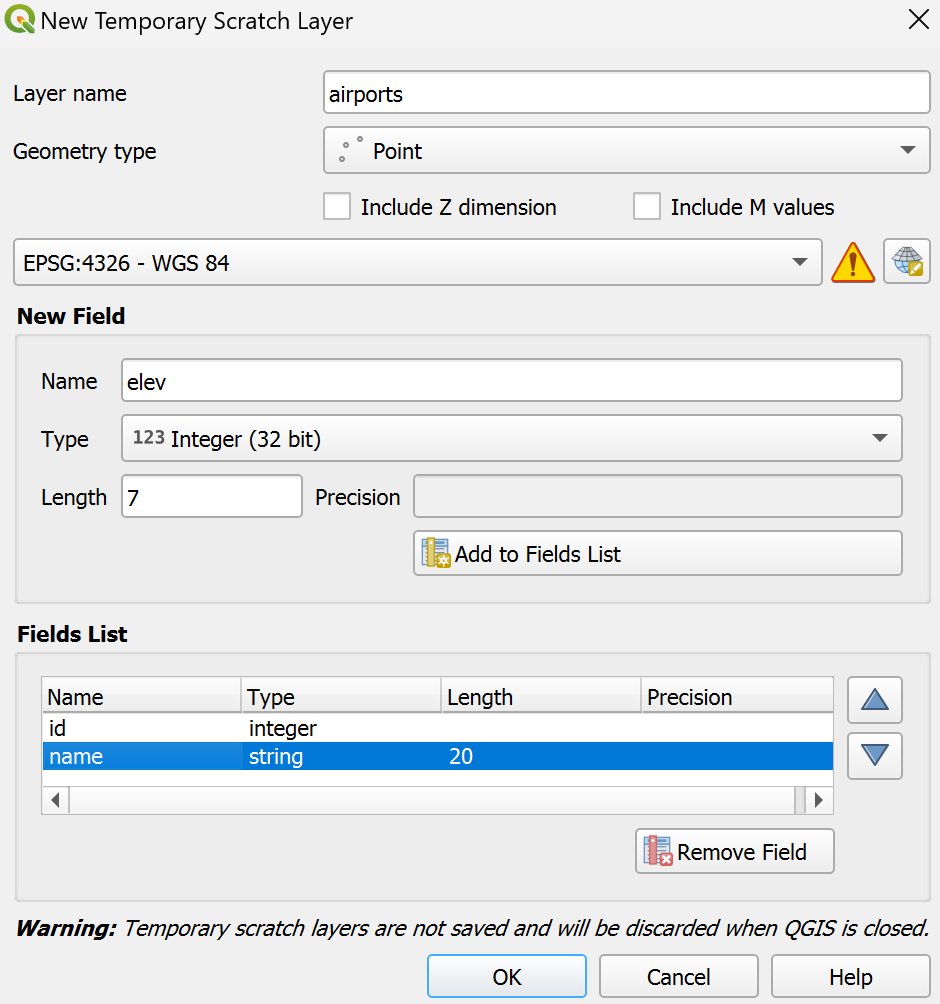 New Temporary Scratch Layer
Layer name airports
Geometry type Point
Include Z dimension Include M values
EPSG:4326 - WGS 84
New Field
Name elev
Type 123 Integer (32 bit)
Length 7 Precision
Add to Fields List
Fields List
Name Type Length Precision
id integer
name string 20
Remove Field
Warning: Temporary scratch layers are not saved and will be discarded when QGIS is closed.
OK Cancel Help